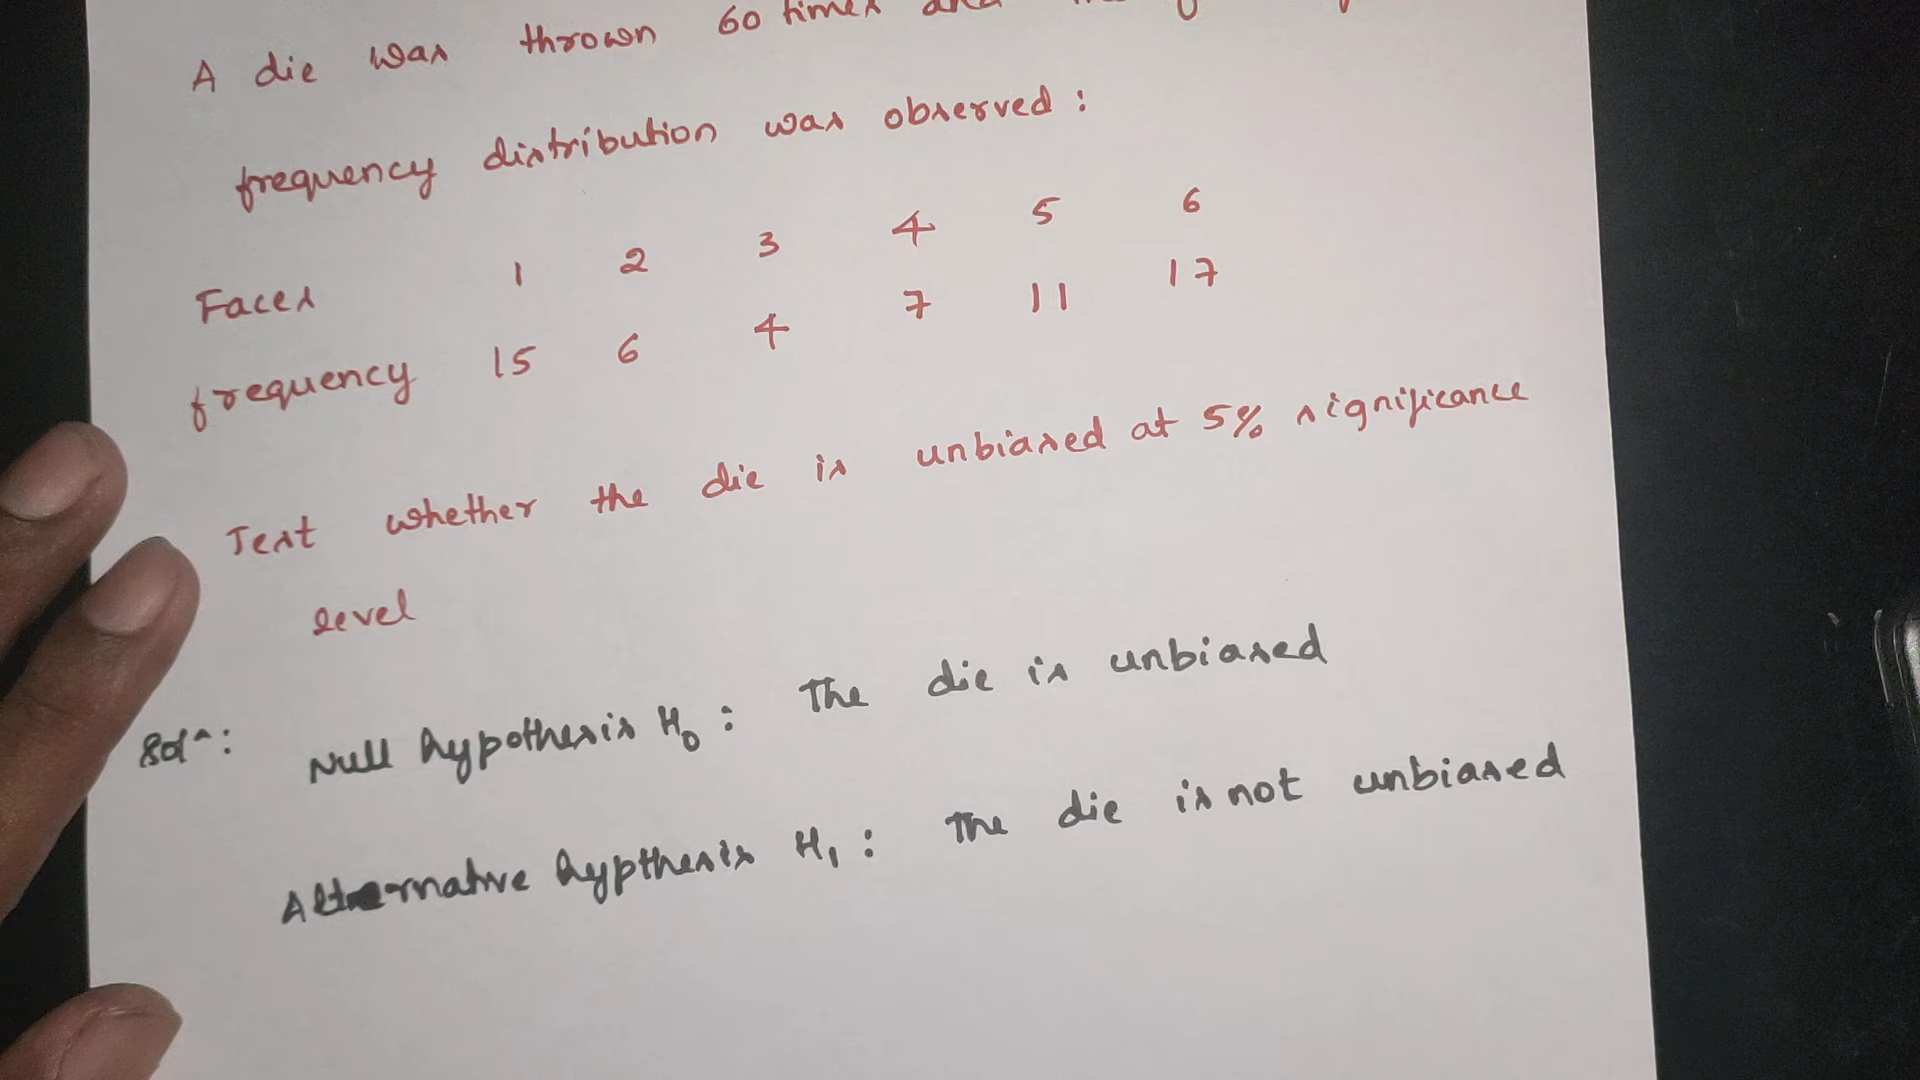 A die was thrown 60 times and
frequency distribution was observed :
Faces 1 2 3 4 5 6
frequency 15 6 4 7 11 17
Test whether the die is unbiased at 5% significance
level
Soln: Null hypothesis H0 : The die is unbiased
Alternative hypthesis H1 : The die is not unbiased